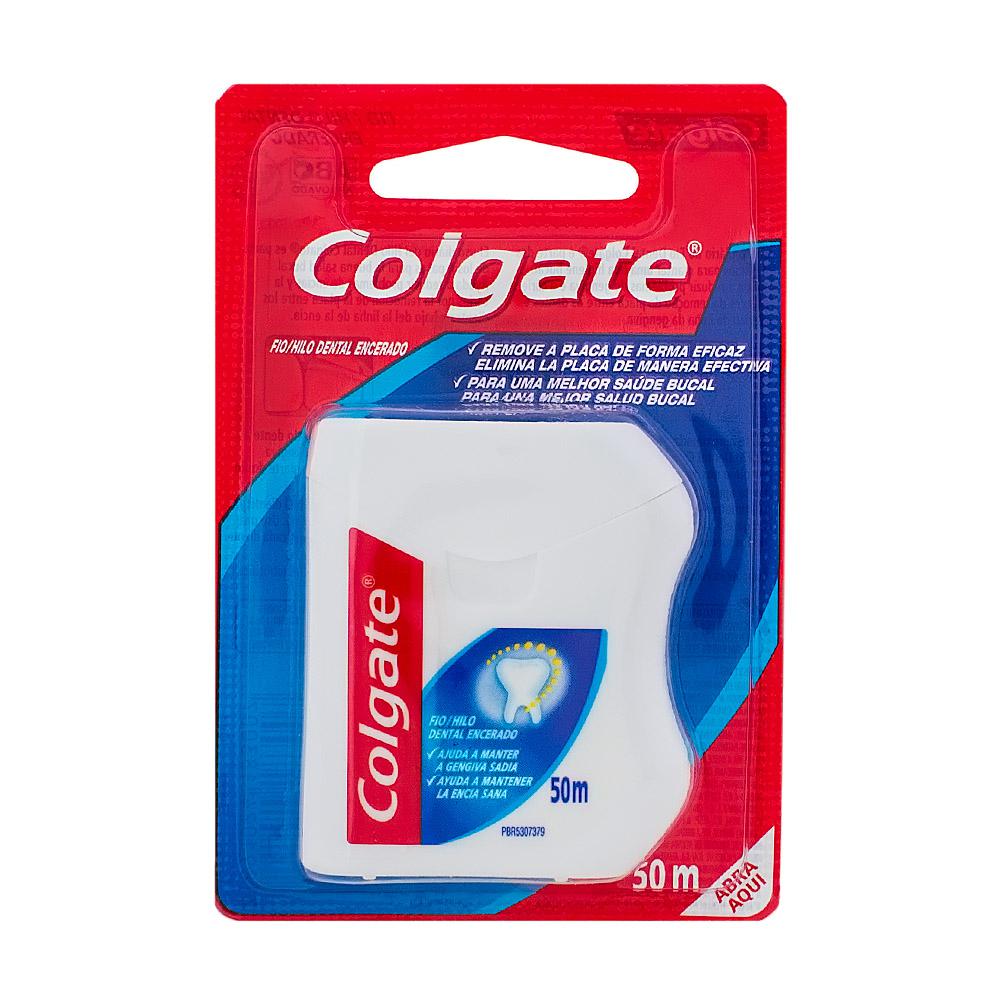 Colgate®
FIO/HILO DENTAL ENCERADO
✓ REMOVE A PLACA DE FORMA EFICAZ
ELIMINA LA PLACA DE MANERA EFECTIVA
✓ PARA UMA MELHOR SAÚDE BUCAL
PARA UNA MEJOR SALUD BUCAL
Colgate®
FIO/HILO
DENTAL ENCERADO
✓ AJUDA A MANTER
A GENGIVA SADIA
✓ AYUDA A MANTENER
LA ENCÍA SANA
50m
PBR5307379
50 m
ABRA
AQUI